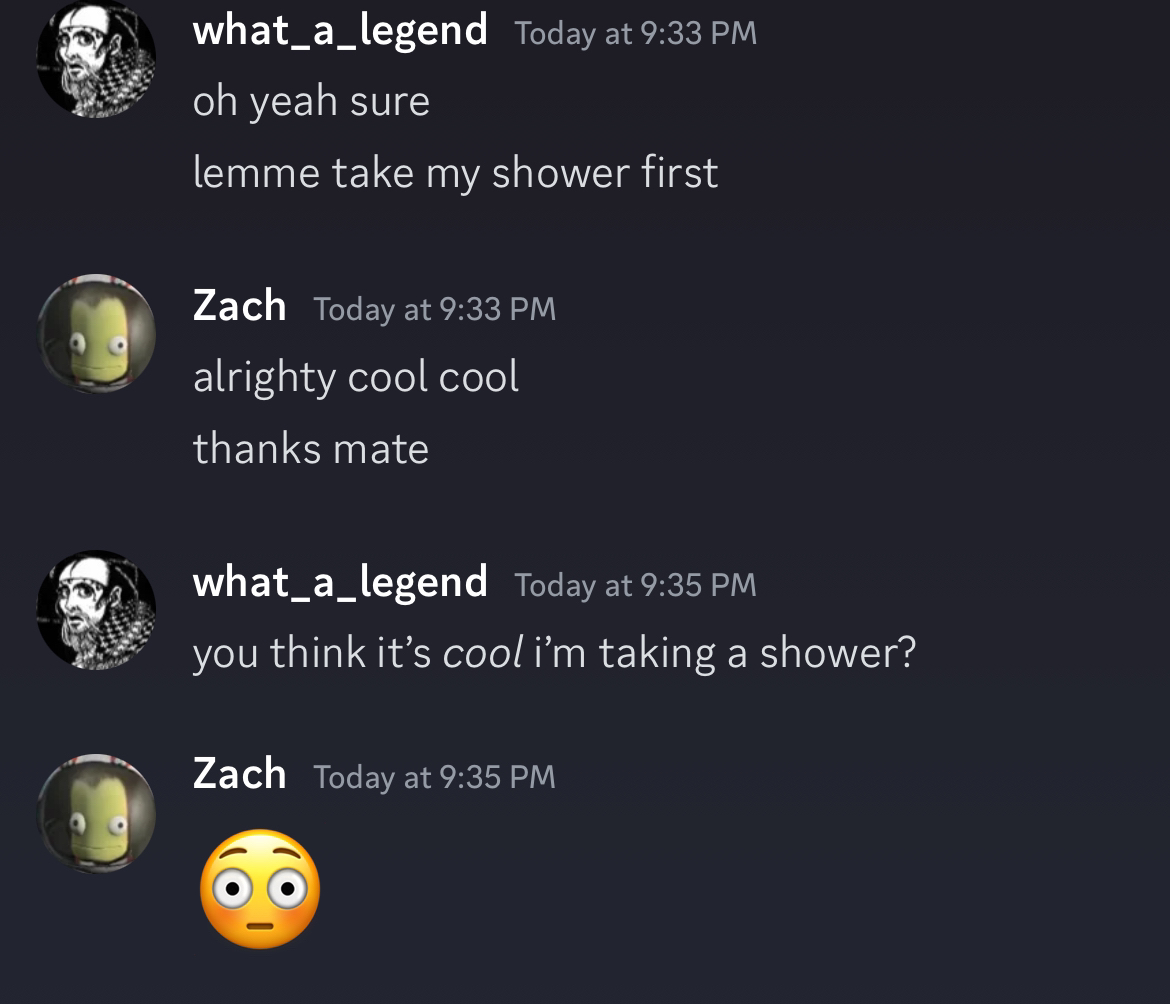 what_a_legend Today at 9:33 PM
oh yeah sure
lemme take my shower first
Zach Today at 9:33 PM
alrighty cool cool
thanks mate
what_a_legend Today at 9:35 PM
you think it’s cool i’m taking a shower?
Zach Today at 9:35 PM
😳